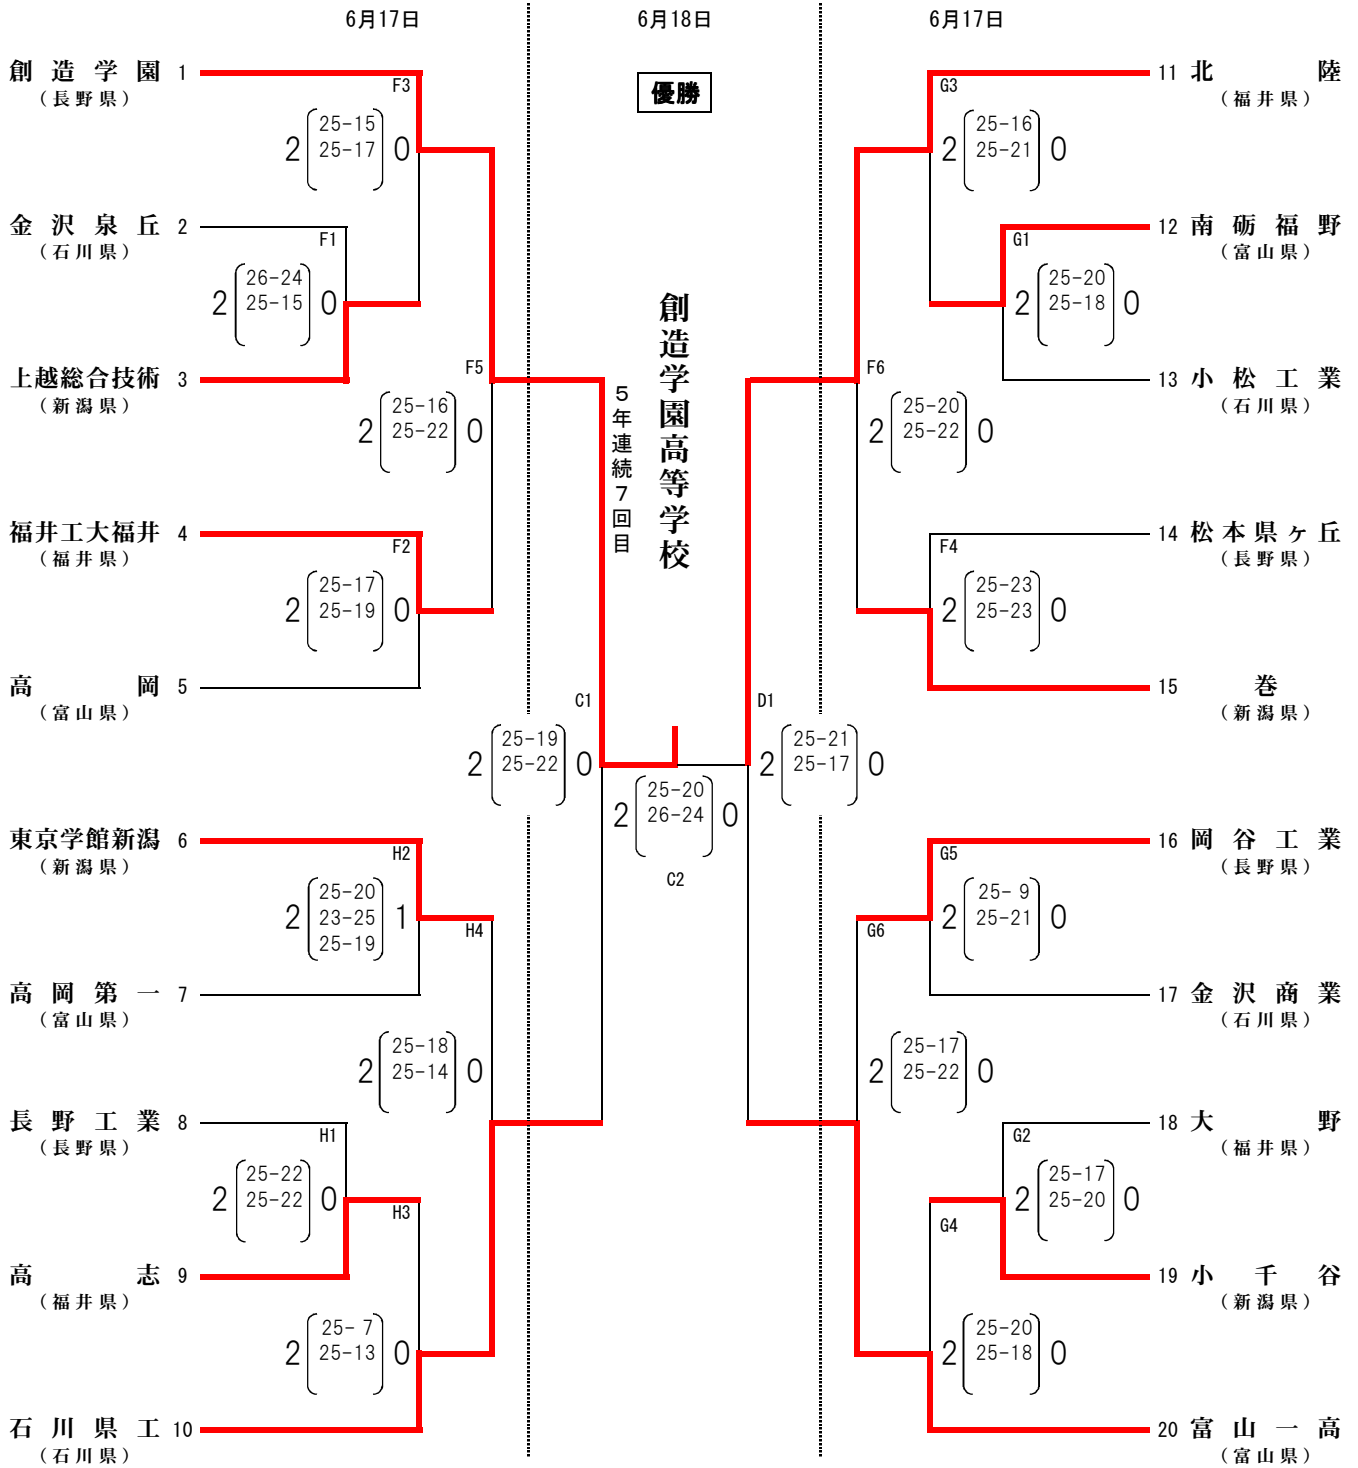 6月17日
6月18日
6月17日
優勝
創造学園高等学校
5年連続7回目
創造学園 1
(長野県)
F3
2 25-15 0
25-17
金沢泉丘 2
(石川県)
F1
2 26-24 0
25-15
上越総合技術 3
(新潟県)
F5
2 25-16 0
25-22
福井工大福井 4
(福井県)
F2
2 25-17 0
25-19
高岡 5
(富山県)
C1
2 25-19 0
25-22
東京学館新潟 6
(新潟県)
H2
25-20
2 23-25 1
25-19
H4
高岡第一 7
(富山県)
2 25-18 0
25-14
長野工業 8
(長野県)
H1
2 25-22 0
25-22
H3
高志 9
(福井県)
2 25- 7 0
25-13
石川県工 10
(石川県)
2 25-20 0
26-24
C2
11 北陸
(福井県)
G3
2 25-16 0
25-21
12 南砺福野
(富山県)
G1
2 25-20 0
25-18
13 小松工業
(石川県)
F6
2 25-20 0
25-22
14 松本県ヶ丘
(長野県)
F4
2 25-23 0
25-23
15 巻
(新潟県)
D1
2 25-21 0
25-17
16 岡谷工業
(長野県)
G5
2 25- 9 0
25-21
G6
17 金沢商業
(石川県)
2 25-17 0
25-22
18 大野
(福井県)
G2
2 25-17 0
25-20
G4
19 小千谷
(新潟県)
2 25-20 0
25-18
20 富山一高
(富山県)